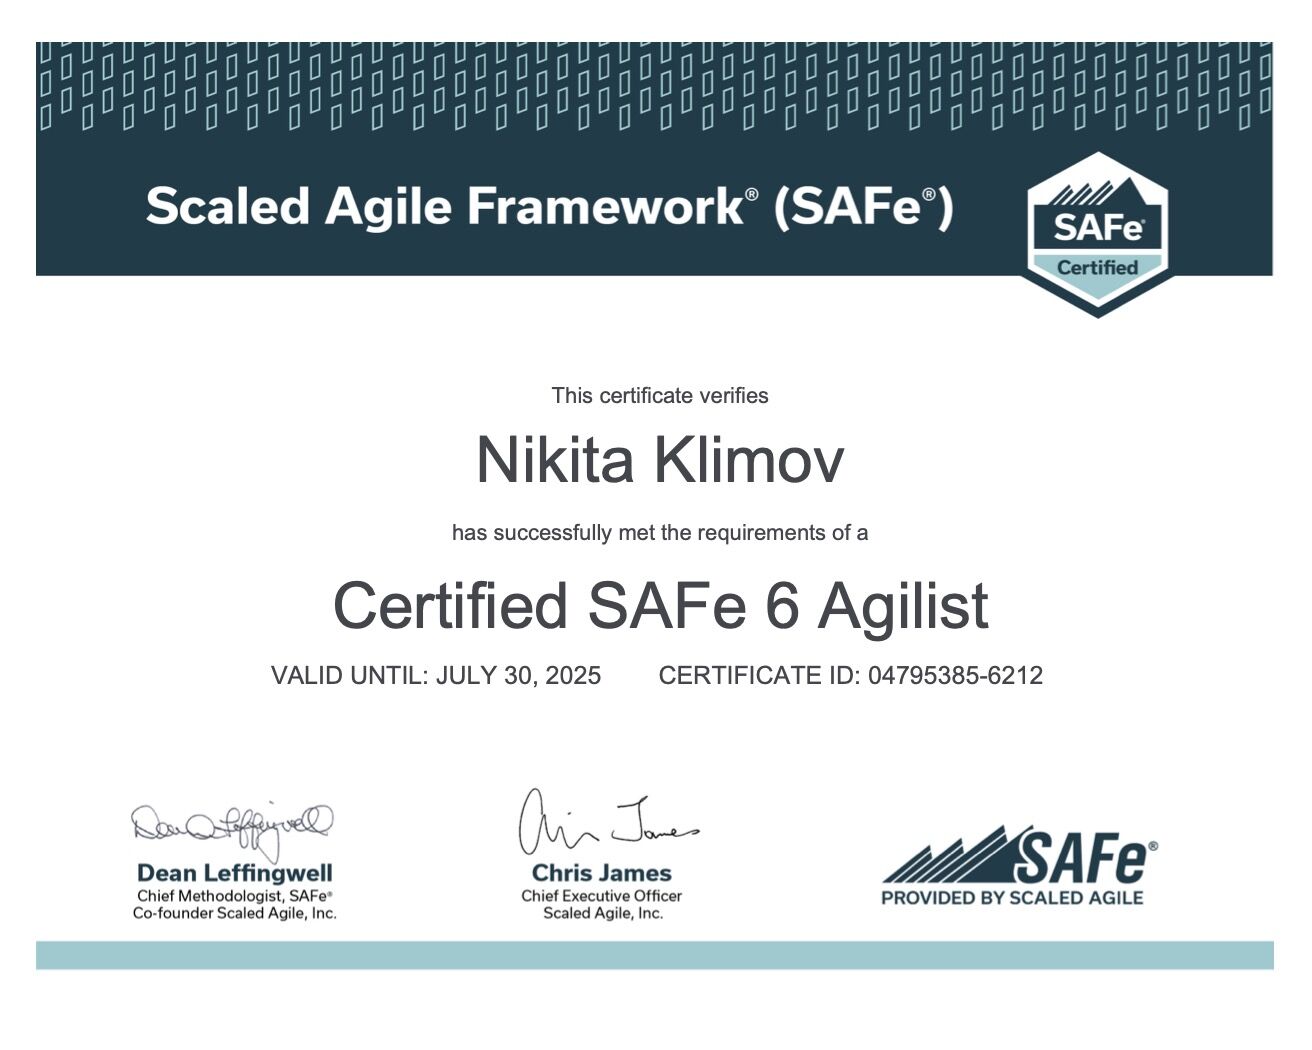 Scaled Agile Framework® (SAFe®)
SAFe®
Certified
This certificate verifies
Nikita Klimov
has successfully met the requirements of a
Certified SAFe 6 Agilist
VALID UNTIL: JULY 30, 2025 CERTIFICATE ID: 04795385-6212
Dean Leffingwell
Dean Leffingwell
Chief Methodologist, SAFe®
Co-founder Scaled Agile, Inc.
Chris James
Chris James
Chief Executive Officer
Scaled Agile, Inc.
SAFe®
PROVIDED BY SCALED AGILE